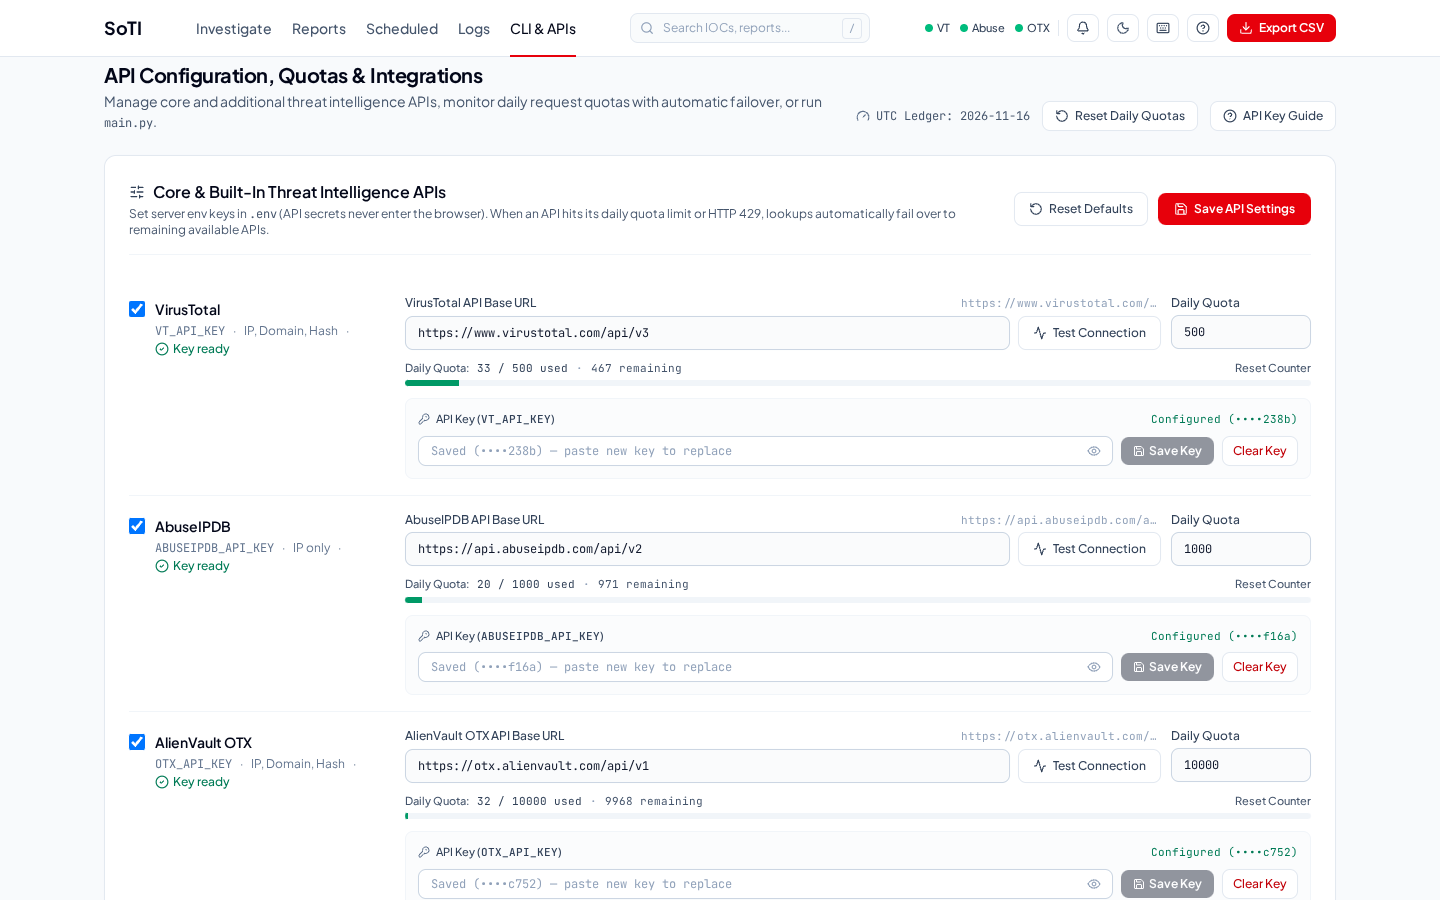 SoTI
Investigate
Reports
Scheduled
Logs
CLI & APIs
Search IOCs, reports...
/
VT
Abuse
OTX
Export CSV
API Configuration, Quotas & Integrations
Manage core and additional threat intelligence APIs, monitor daily request quotas with automatic failover, or run
main.py.
UTC Ledger: 2026-11-16
Reset Daily Quotas
API Key Guide
Core & Built-In Threat Intelligence APIs
Set server env keys in .env (API secrets never enter the browser). When an API hits its daily quota limit or HTTP 429, lookups automatically fail over to
remaining available APIs.
Reset Defaults
Save API Settings
VirusTotal
VT_API_KEY · IP, Domain, Hash ·
Key ready
VirusTotal API Base URL
https://www.virustotal.com/…
Daily Quota
https://www.virustotal.com/api/v3
Test Connection
500
Daily Quota: 33 / 500 used · 467 remaining
Reset Counter
API Key (VT_API_KEY)
Configured (••••238b)
Saved (••••238b) — paste new key to replace
Save Key
Clear Key
AbuseIPDB
ABUSEIPDB_API_KEY · IP only ·
Key ready
AbuseIPDB API Base URL
https://api.abuseipdb.com/a…
Daily Quota
https://api.abuseipdb.com/api/v2
Test Connection
1000
Daily Quota: 20 / 1000 used · 971 remaining
Reset Counter
API Key (ABUSEIPDB_API_KEY)
Configured (••••f16a)
Saved (••••f16a) — paste new key to replace
Save Key
Clear Key
AlienVault OTX
OTX_API_KEY · IP, Domain, Hash ·
Key ready
AlienVault OTX API Base URL
https://otx.alienvault.com/…
Daily Quota
https://otx.alienvault.com/api/v1
Test Connection
10000
Daily Quota: 32 / 10000 used · 9968 remaining
Reset Counter
API Key (OTX_API_KEY)
Configured (••••c752)
Saved (••••c752) — paste new key to replace
Save Key
Clear Key